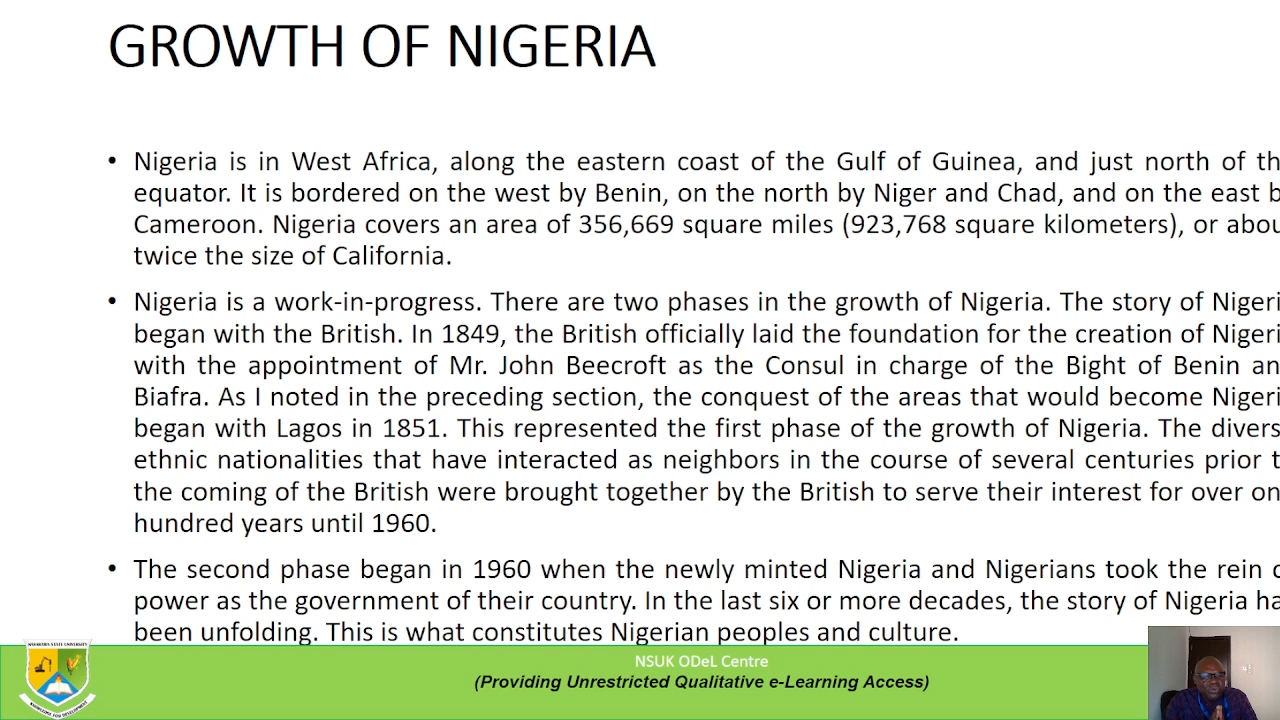 GROWTH OF NIGERIA
• Nigeria is in West Africa, along the eastern coast of the Gulf of Guinea, and just north of th
equator. It is bordered on the west by Benin, on the north by Niger and Chad, and on the east b
Cameroon. Nigeria covers an area of 356,669 square miles (923,768 square kilometers), or abou
twice the size of California.
• Nigeria is a work-in-progress. There are two phases in the growth of Nigeria. The story of Nigeri
began with the British. In 1849, the British officially laid the foundation for the creation of Nigeri
with the appointment of Mr. John Beecroft as the Consul in charge of the Bight of Benin an
Biafra. As I noted in the preceding section, the conquest of the areas that would become Nigeri
began with Lagos in 1851. This represented the first phase of the growth of Nigeria. The divers
ethnic nationalities that have interacted as neighbors in the course of several centuries prior t
the coming of the British were brought together by the British to serve their interest for over on
hundred years until 1960.
• The second phase began in 1960 when the newly minted Nigeria and Nigerians took the rein o
power as the government of their country. In the last six or more decades, the story of Nigeria ha
been unfolding. This is what constitutes Nigerian peoples and culture.
NASARAWA STATE UNIVERSITY
KNOWLEDGE FOR DEVELOPMENT
NSUK ODeL Centre
(Providing Unrestricted Qualitative e-Learning Access)